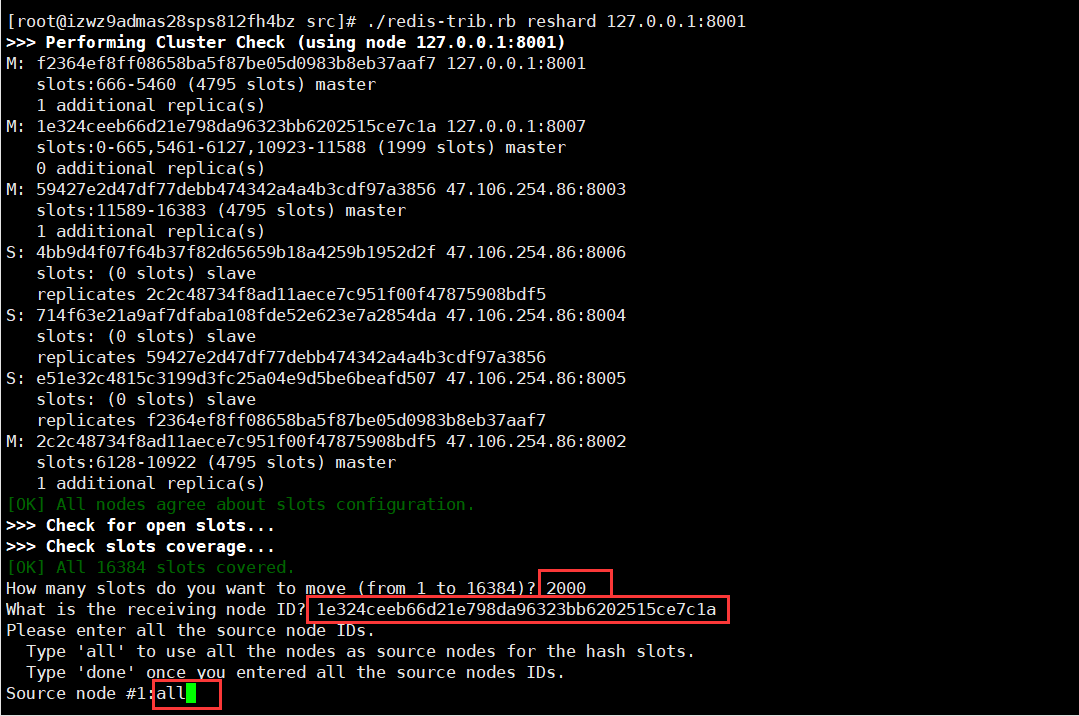 [root@izwz9admas28sps812fh4bz src]# ./redis-trib.rb reshard 127.0.0.1:8001
>>> Performing Cluster Check (using node 127.0.0.1:8001)
M: f2364ef8ff08658ba5f87be05d0983b8eb37aaf7 127.0.0.1:8001
   slots:666-5460 (4795 slots) master
   1 additional replica(s)
M: 1e324ceeb66d21e798da96323bb6202515ce7c1a 127.0.0.1:8007
   slots:0-665,5461-6127,10923-11588 (1999 slots) master
   0 additional replica(s)
M: 59427e2d47df77debb474342a4a4b3cdf97a3856 47.106.254.86:8003
   slots:11589-16383 (4795 slots) master
   1 additional replica(s)
S: 4bb9d4f07f64b37f82d65659b18a4259b1952d2f 47.106.254.86:8006
   slots: (0 slots) slave
   replicates 2c2c48734f8ad11aece7c951f00f47875908bdf5
S: 714f63e21a9af7dfaba108fde52e623e7a2854da 47.106.254.86:8004
   slots: (0 slots) slave
   replicates 59427e2d47df77debb474342a4a4b3cdf97a3856
S: e51e32c4815c3199d3fc25a04e9d5be6beafd507 47.106.254.86:8005
   slots: (0 slots) slave
   replicates f2364ef8ff08658ba5f87be05d0983b8eb37aaf7
M: 2c2c48734f8ad11aece7c951f00f47875908bdf5 47.106.254.86:8002
   slots:6128-10922 (4795 slots) master
   1 additional replica(s)
[OK] All nodes agree about slots configuration.
>>> Check for open slots...
>>> Check slots coverage...
[OK] All 16384 slots covered.
How many slots do you want to move (from 1 to 16384)? 2000
What is the receiving node ID? 1e324ceeb66d21e798da96323bb6202515ce7c1a
Please enter all the source node IDs.
  Type 'all' to use all the nodes as source nodes for the hash slots.
  Type 'done' once you entered all the source nodes IDs.
Source node #1:all